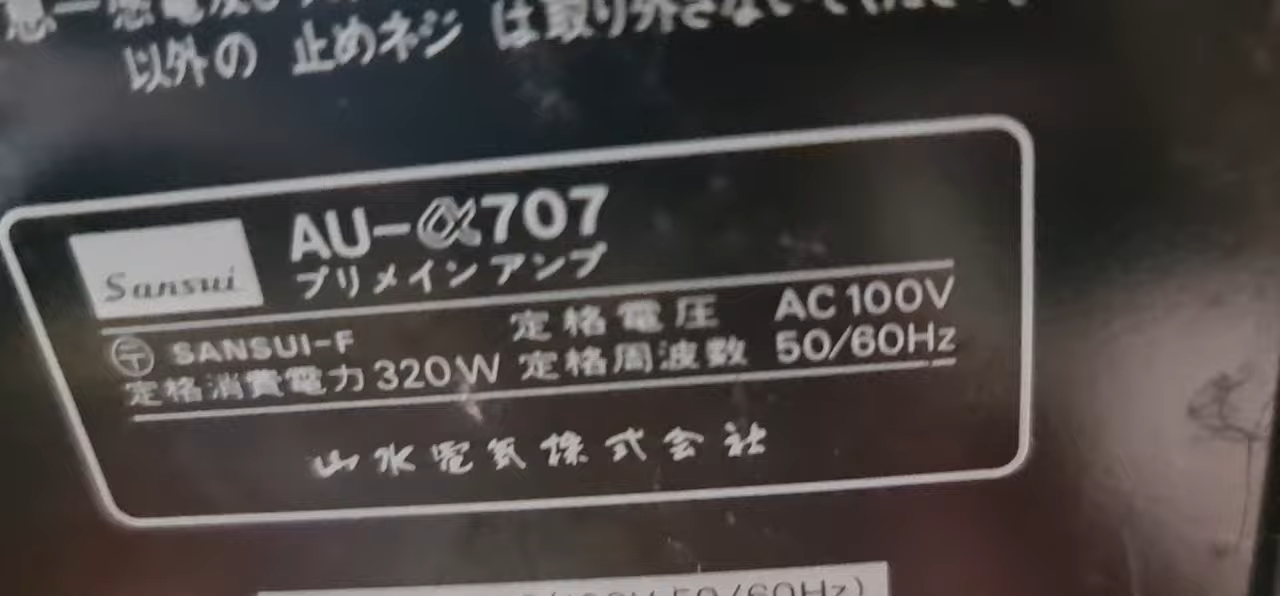 以外の 止めネジ は取り外さないでください
Sansui
AU-α707
プリメインアンプ
定格電圧 AC100V
〒 SANSUI-F
定格消費電力 320W 定格周波数 50/60Hz
山水電気株式会社
(100V 50/60Hz)